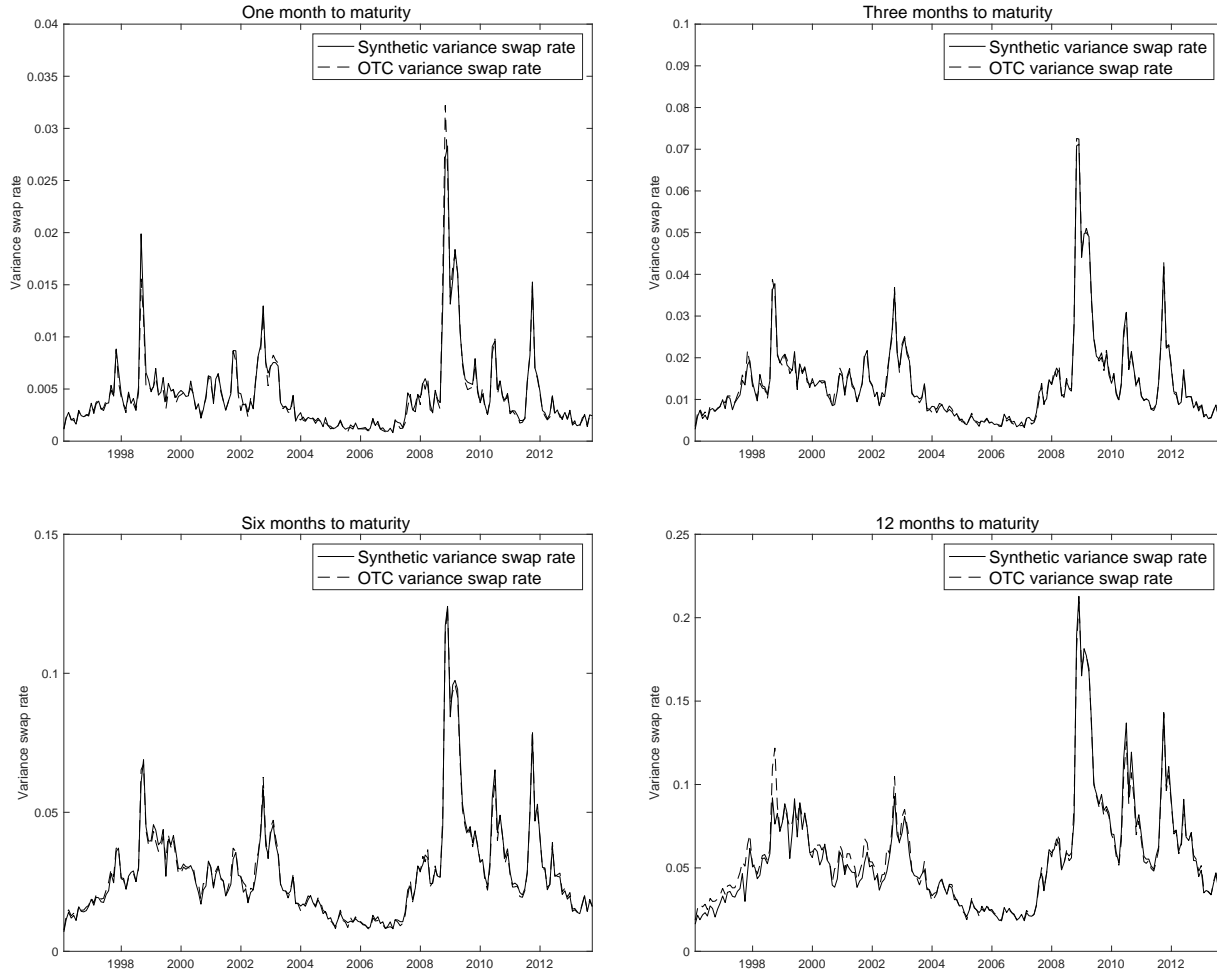 One month to maturity
0.04
0.035
0.03
0.025
0.02
0.015
0.01
0.005
0
Variance swap rate
Synthetic variance swap rate
OTC variance swap rate
1998 2000 2002 2004 2006 2008 2010 2012
Three months to maturity
0.1
0.09
0.08
0.07
0.06
0.05
0.04
0.03
0.02
0.01
0
Variance swap rate
Synthetic variance swap rate
OTC variance swap rate
1998 2000 2002 2004 2006 2008 2010 2012
Six months to maturity
0.15
0.1
0.05
0
Variance swap rate
Synthetic variance swap rate
OTC variance swap rate
1998 2000 2002 2004 2006 2008 2010 2012
12 months to maturity
0.25
0.2
0.15
0.1
0.05
0
Variance swap rate
Synthetic variance swap rate
OTC variance swap rate
1998 2000 2002 2004 2006 2008 2010 2012